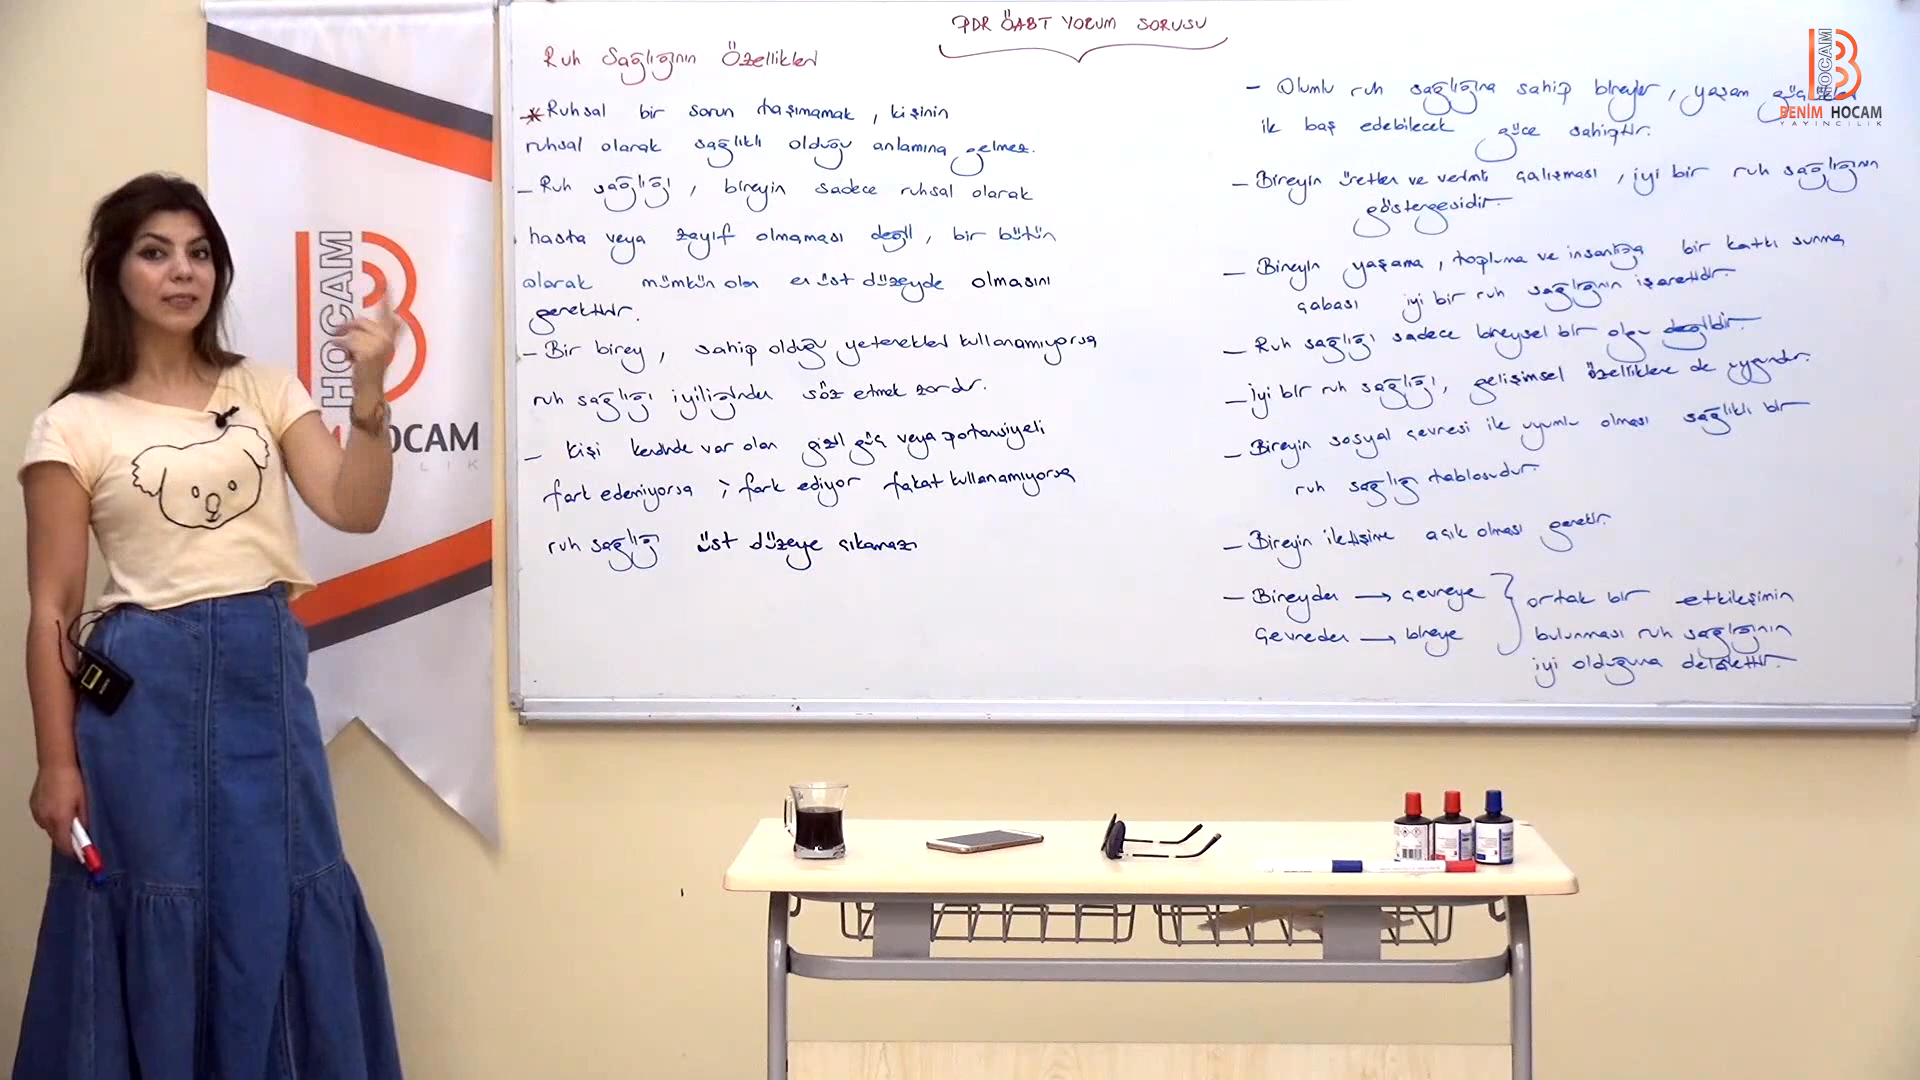 PDR ÖABT YORUM SORUSU
Ruh Sağlığının Özellikleri
* Ruhsal bir sorun taşımamak, kişinin
ruhsal olarak sağlıklı olduğu anlamına gelmez.
- Ruh sağlığı, bireyin sadece ruhsal olarak
hasta veya zayıf olmaması değil, bir bütün
olarak mümkün olan en üst düzeyde olmasını
gerektirir.
- Bir birey, sahip olduğu yetenekleri kullanamıyorsa
ruh sağlığı iyiliğinden söz etmek zordur.
- Kişi kendinde var olan gizil güç veya potansiyeli
fark edemiyorsa; fark ediyor fakat kullanamıyorsa
ruh sağlığı üst düzeye çıkamaz.
- Olumlu ruh sağlığına sahip bireyler, yaşam
ile baş edebilecek güce sahiptir.
- Bireyin üretken ve verimli çalışması, iyi bir ruh sağlığının
göstergesidir.
- Bireyin yaşama, topluma ve insanlığa bir katkı sunma
çabası iyi bir ruh sağlığının işaretidir.
- Ruh sağlığı sadece bireysel bir olgu değildir.
- İyi bir ruh sağlığı, gelişimsel özelliklere de uygundur.
- Bireyin sosyal çevresi ile uyumlu olması sağlıklı bir
ruh sağlığı tablosudur.
- Bireyin iletişime açık olması gerekir.
- Bireyden → çevreye } ortak bir etkileşimin
Çevreden → bireye bulunması ruh sağlığının
iyi olduğuna delalettir.
B HOCAM
BENİM HOCAM
YAYINCILIK
B HOCAM
HOCAM